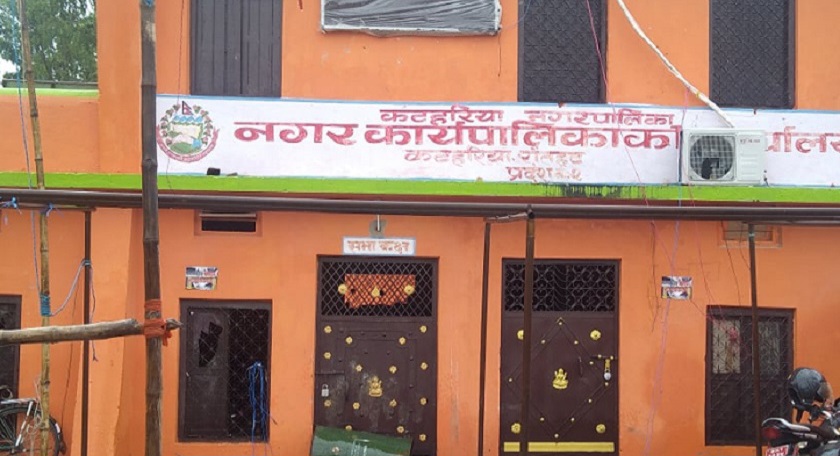 कटहरिया नगरपालिका
नगर कार्यपालिकाको र्यालय
कटहरिया, रौतहट
प्रदेश नं. २
सभा कक्ष